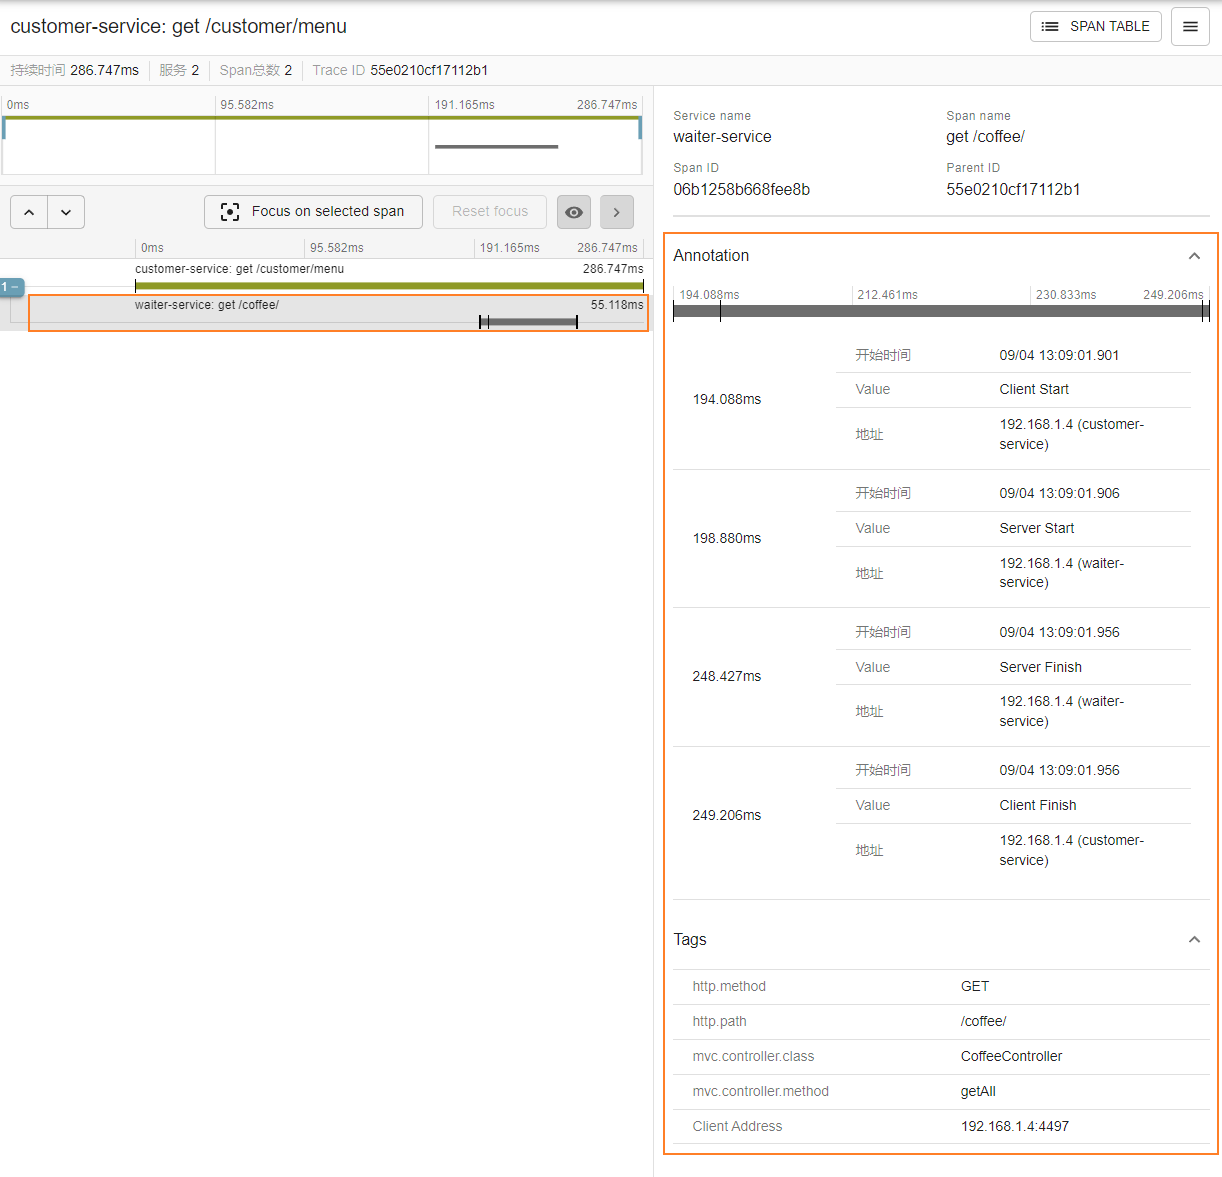 customer-service: get /customer/menu
SPAN TABLE
持续时间 286.747ms 服务 2 Span总数 2 Trace ID 55e0210cf17112b1
0ms 95.582ms 191.165ms 286.747ms
Focus on selected span Reset focus
0ms 95.582ms 191.165ms 286.747ms
customer-service: get /customer/menu 286.747ms
1 −
waiter-service: get /coffee/ 55.118ms
Service name Span name
waiter-service get /coffee/
Span ID Parent ID
06b1258b668fee8b 55e0210cf17112b1
Annotation
194.088ms 212.461ms 230.833ms 249.206ms
194.088ms
开始时间 09/04 13:09:01.901
Value Client Start
地址 192.168.1.4 (customer-
service)
198.880ms
开始时间 09/04 13:09:01.906
Value Server Start
地址 192.168.1.4 (waiter-
service)
248.427ms
开始时间 09/04 13:09:01.956
Value Server Finish
地址 192.168.1.4 (waiter-
service)
249.206ms
开始时间 09/04 13:09:01.956
Value Client Finish
地址 192.168.1.4 (customer-
service)
Tags
http.method GET
http.path /coffee/
mvc.controller.class CoffeeController
mvc.controller.method getAll
Client Address 192.168.1.4:4497